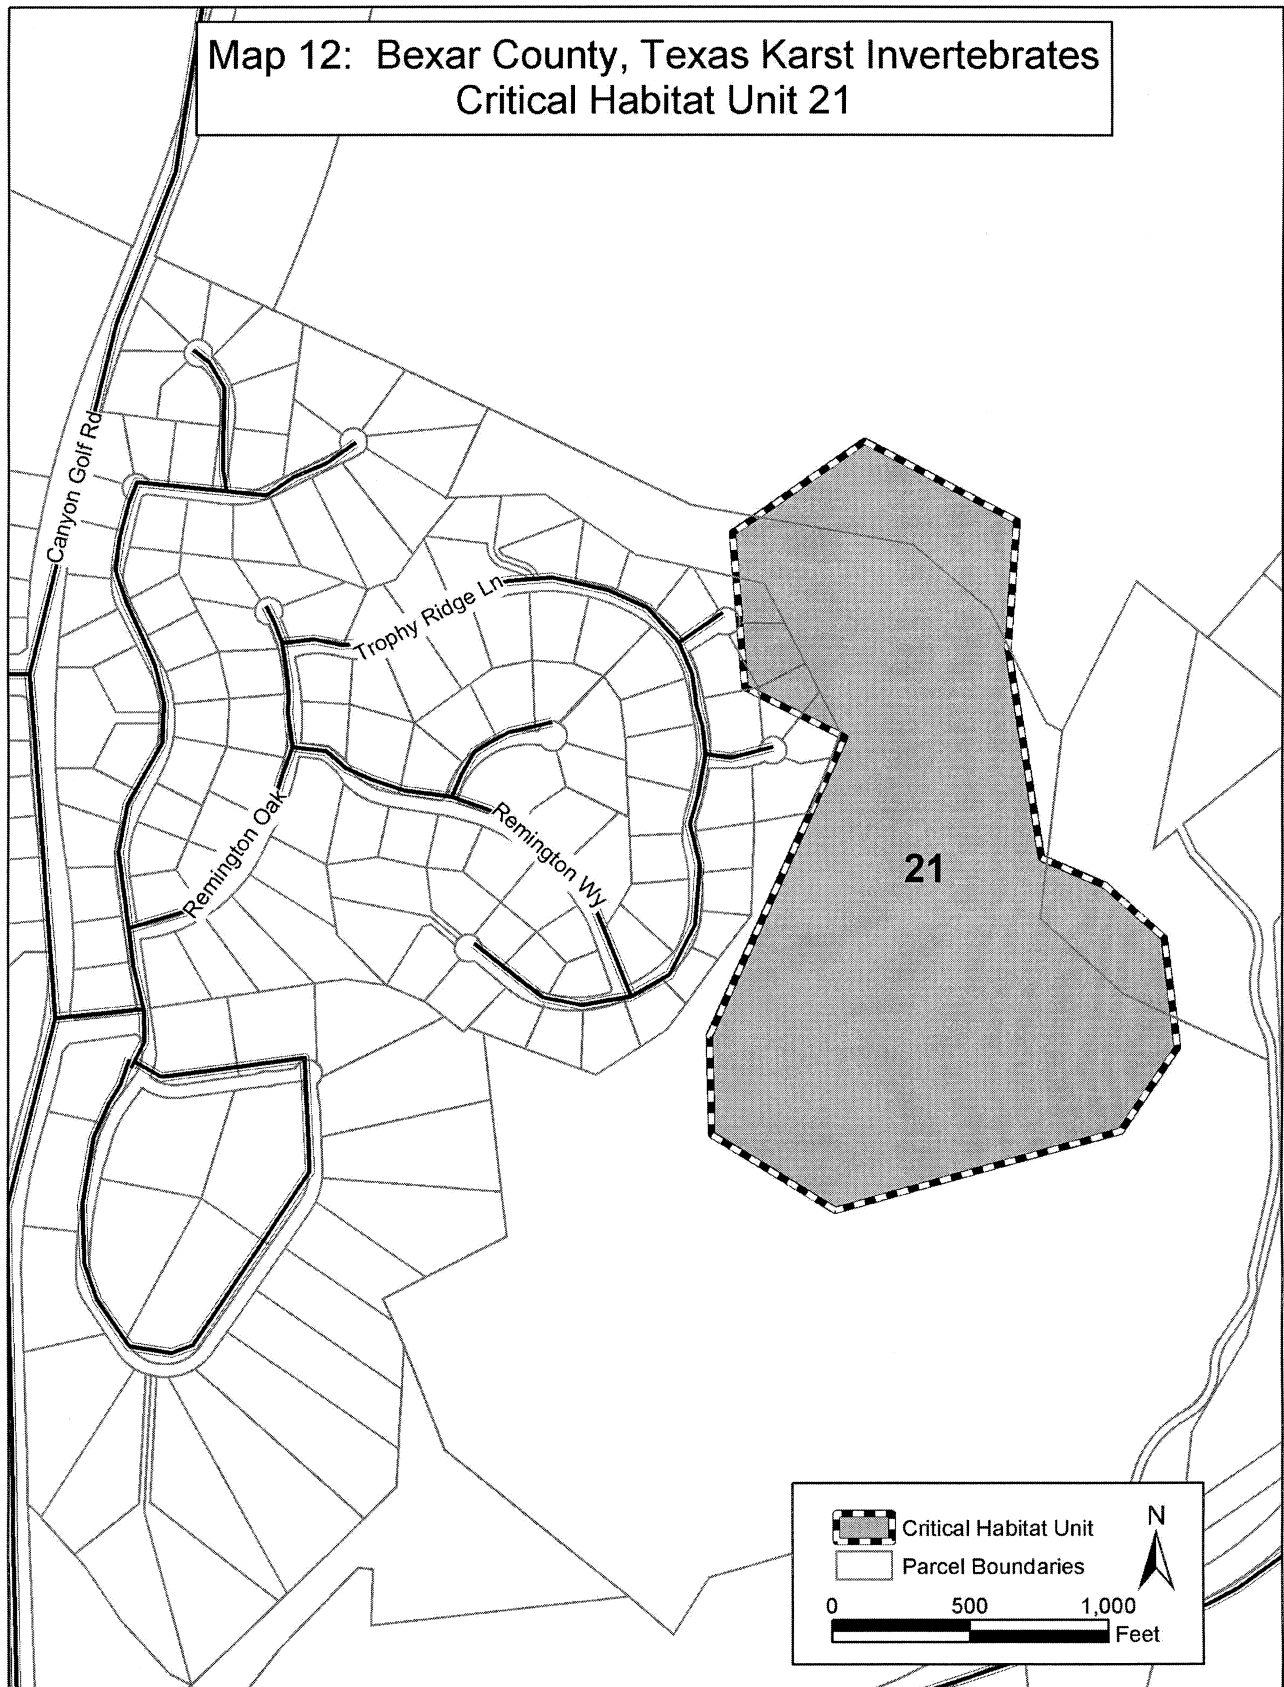 Map 12: Bexar County, Texas Karst Invertebrates
Critical Habitat Unit 21
Canyon Golf Rd
Trophy Ridge Ln
Remington Oak
Remington Wy
21
Critical Habitat Unit
Parcel Boundaries
N
0 500 1,000
Feet